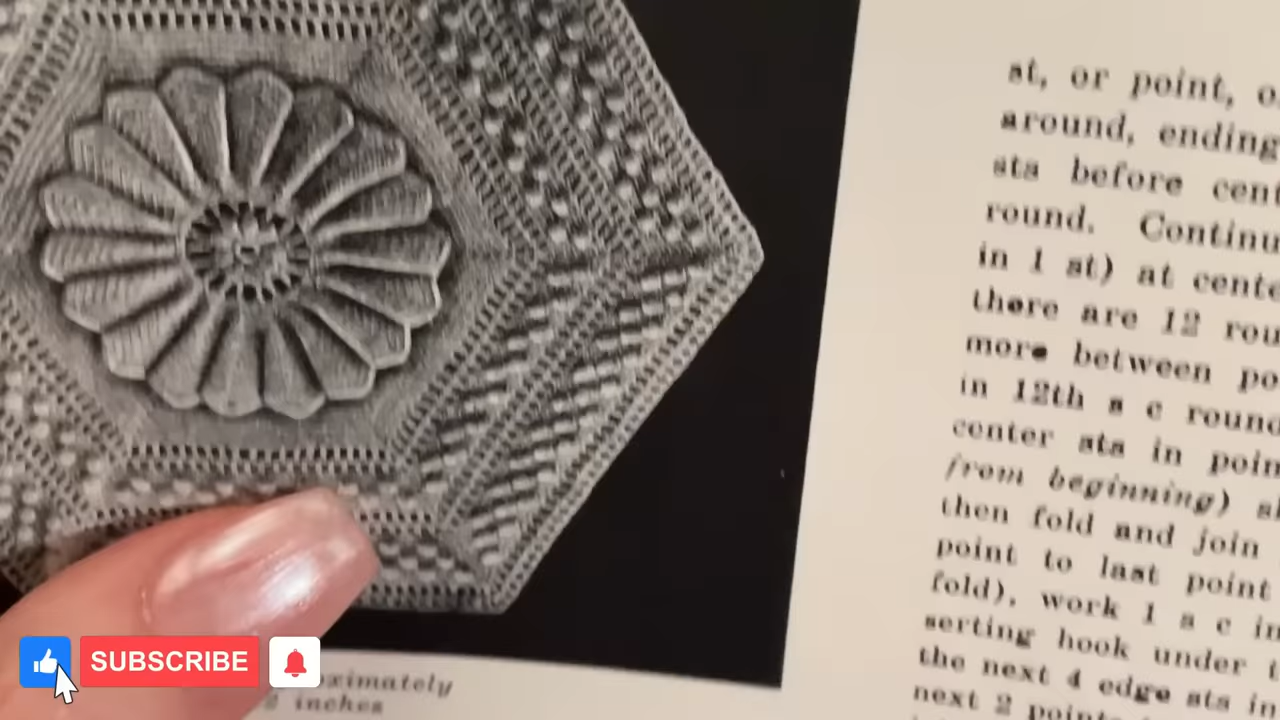 st, or point, o
around, ending
sts before cent
round. Continu
in 1 st) at cente
there are 12 rou
more between po
in 12th s c round
center sts in poin
from beginning) sl
then fold and join
point to last point
fold), work 1 s c in
serting hook under t
the next 4 edge sts in
next 2 points
oximately
2 inches
SUBSCRIBE